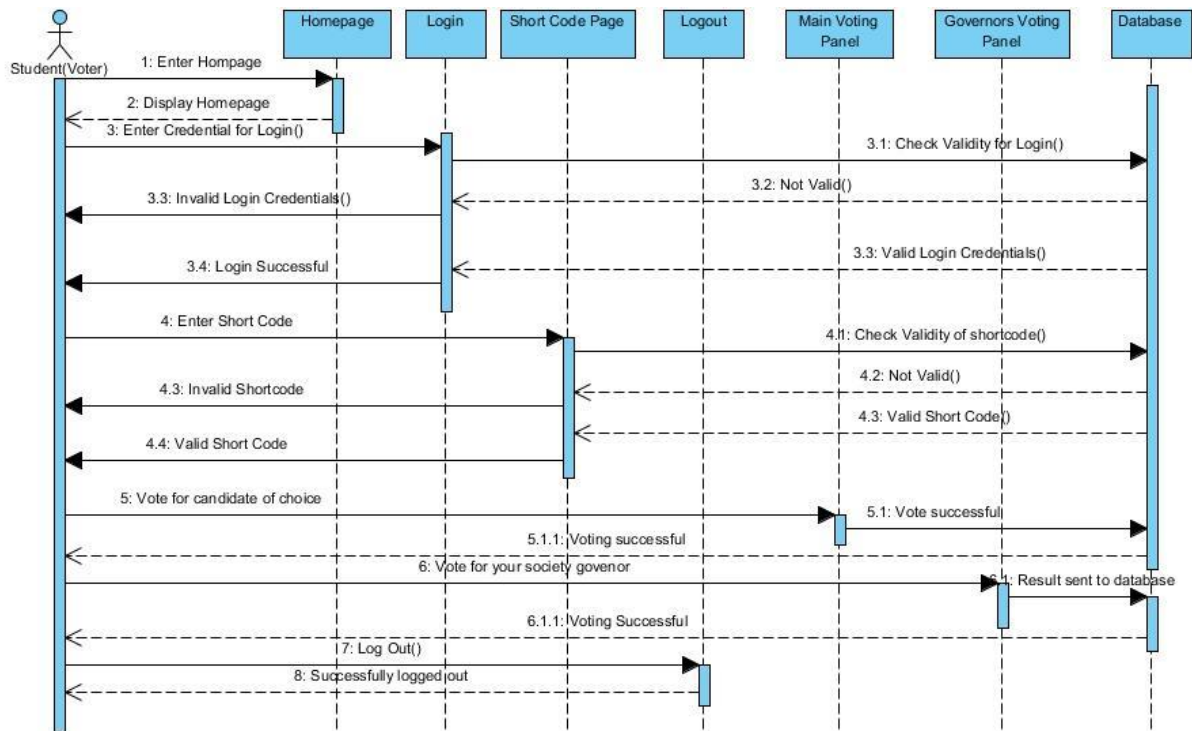 Homepage
Login
Short Code Page
Logout
Main Voting
Panel
Governors Voting
Panel
Database
Student(Voter)
1: Enter Hompage
2: Display Homepage
3: Enter Credential for Login()
3.1: Check Validity for Login()
3.2: Not Valid()
3.3: Invalid Login Credentials()
3.3: Valid Login Credentials()
3.4: Login Successful
4: Enter Short Code
4.1: Check Validity of shortcode()
4.2: Not Valid()
4.3: Invalid Shortcode
4.3: Valid Short Code()
4.4: Valid Short Code
5: Vote for candidate of choice
5.1: Vote successful
5.1.1: Voting successful
6: Vote for your society govenor
6.1: Result sent to database
6.1.1: Voting Successful
7: Log Out()
8: Successfully logged out